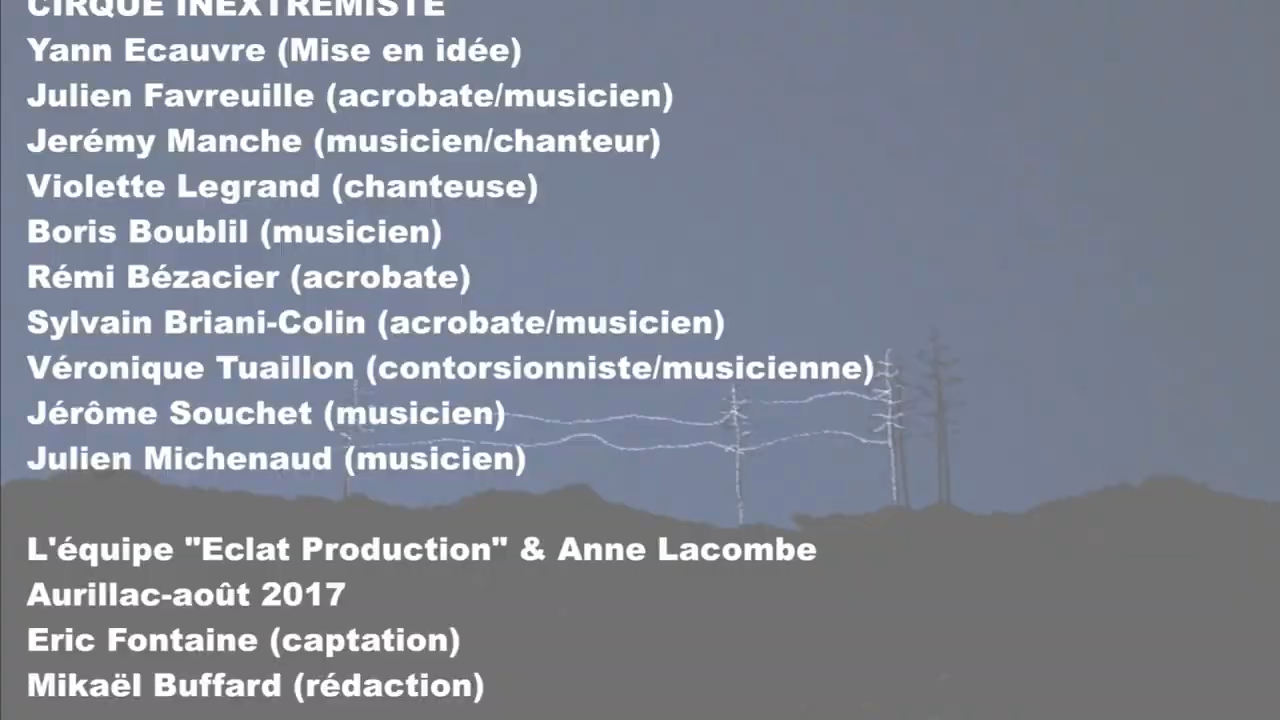 CIRQUE INEXTREMISTE
Yann Ecauvre (Mise en idée)
Julien Favreuille (acrobate/musicien)
Jerémy Manche (musicien/chanteur)
Violette Legrand (chanteuse)
Boris Boublil (musicien)
Rémi Bézacier (acrobate)
Sylvain Briani-Colin (acrobate/musicien)
Véronique Tuaillon (contorsionniste/musicienne)
Jérôme Souchet (musicien)
Julien Michenaud (musicien)
L'équipe "Eclat Production" & Anne Lacombe
Aurillac-août 2017
Eric Fontaine (captation)
Mikaël Buffard (rédaction)